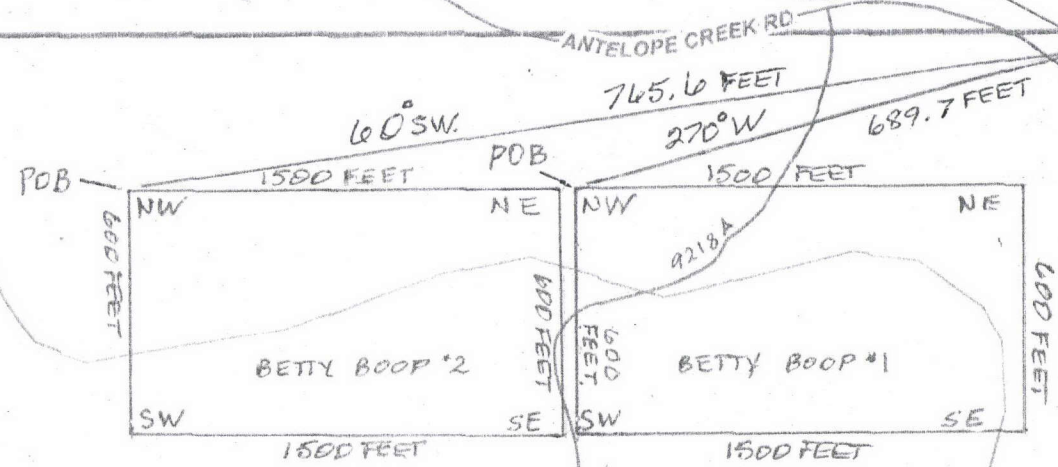 ANTELOPE CREEK RD
765.6 FEET
60° SW.
270° W
689.7 FEET
POB
POB
1500 FEET
1500 FEET
NW
NE
NW
NE
600 FEET
9218A
600 FEET
600 FEET.
600 FEET
BETTY BOOP #2
BETTY BOOP #1
SW
SE
SW
SE
1500 FEET
1500 FEET